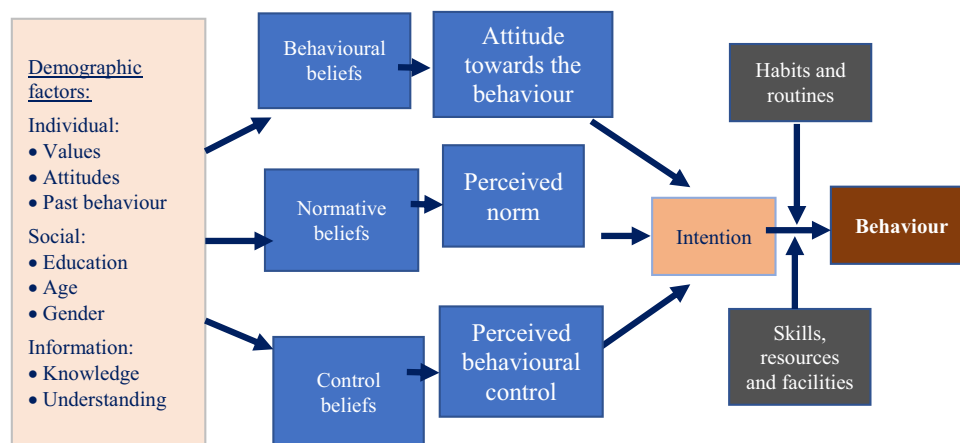 Demographic
factors:
Individual:
• Values
• Attitudes
• Past behaviour
Social:
• Education
• Age
• Gender
Information:
• Knowledge
• Understanding
Behavioural
beliefs
Attitude
towards the
behaviour
Normative
beliefs
Perceived
norm
Control
beliefs
Perceived
behavioural
control
Intention
Habits and
routines
Skills,
resources
and facilities
Behaviour